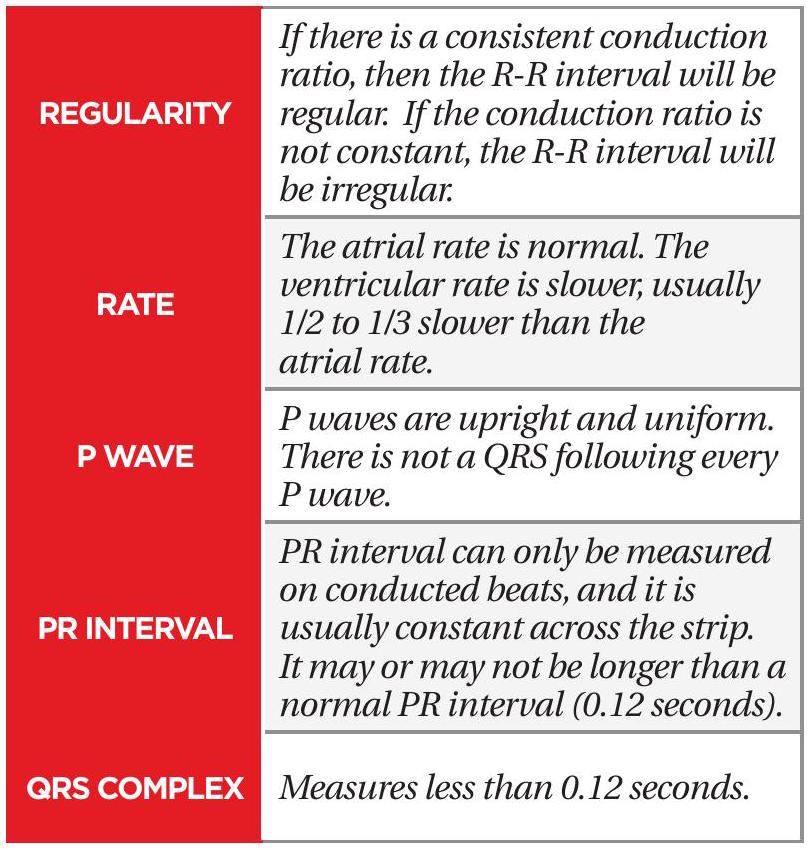 REGULARITY
If there is a consistent conduction
ratio, then the R-R interval will be
regular. If the conduction ratio is
not constant, the R-R interval will
be irregular.
RATE
The atrial rate is normal. The
ventricular rate is slower, usually
1/2 to 1/3 slower than the
atrial rate.
P WAVE
P waves are upright and uniform.
There is not a QRS following every
P wave.
PR INTERVAL
PR interval can only be measured
on conducted beats, and it is
usually constant across the strip.
It may or may not be longer than a
normal PR interval (0.12 seconds).
QRS COMPLEX
Measures less than 0.12 seconds.